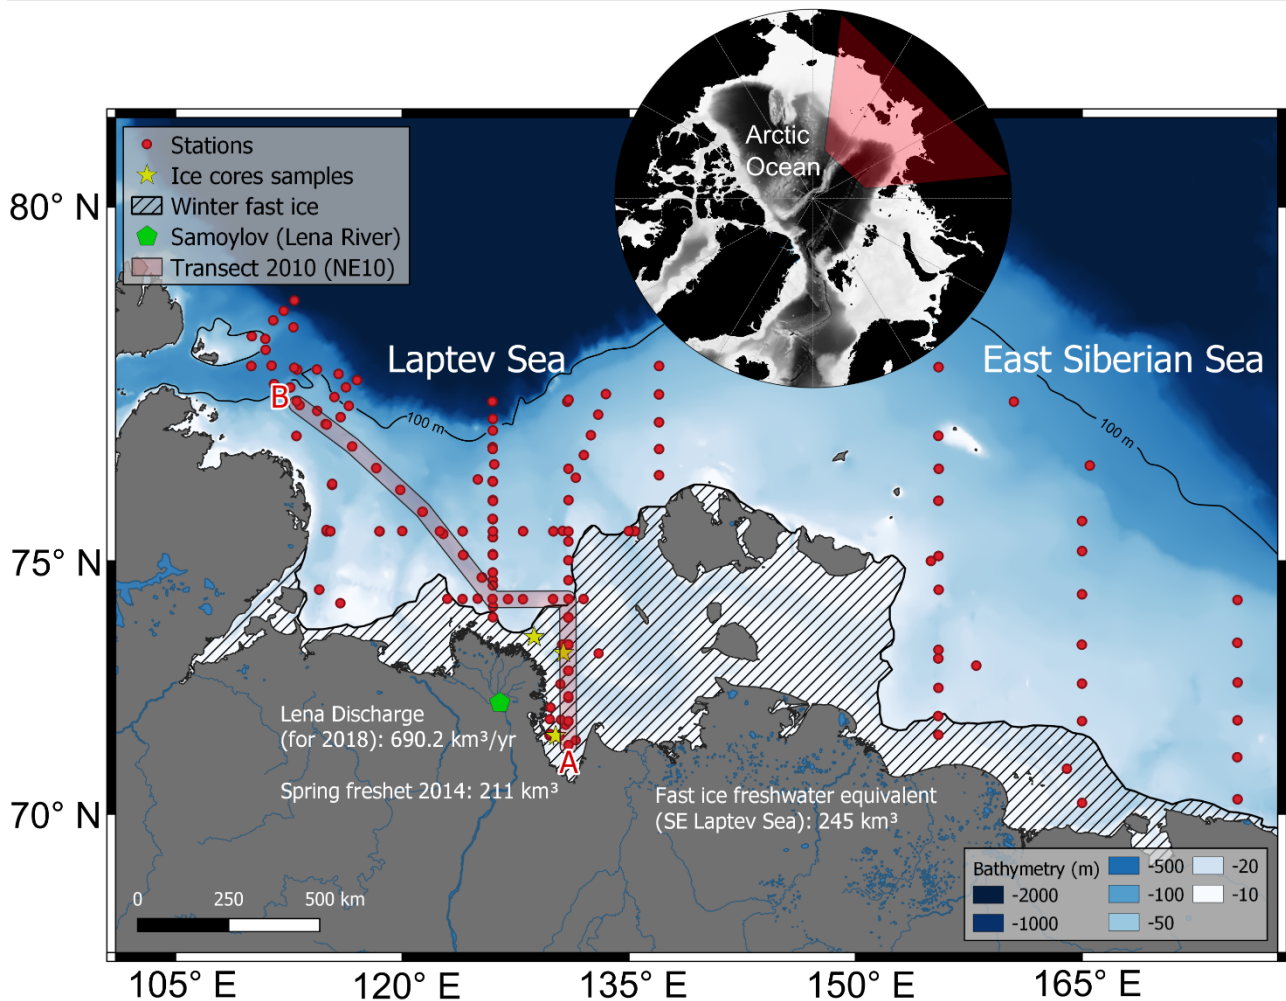 Arctic
Ocean
Stations
Ice cores samples
Winter fast ice
Samoylov (Lena River)
Transect 2010 (NE10)
80° N
75° N
70° N
Laptev Sea
East Siberian Sea
100 m
100 m
B
A
Lena Discharge
(for 2018): 690.2 km³/yr
Spring freshet 2014: 211 km³
Fast ice freshwater equivalent
(SE Laptev Sea): 245 km³
0 250 500 km
Bathymetry (m)
-2000
-1000
-500
-100
-50
-20
-10
105° E 120° E 135° E 150° E 165° E